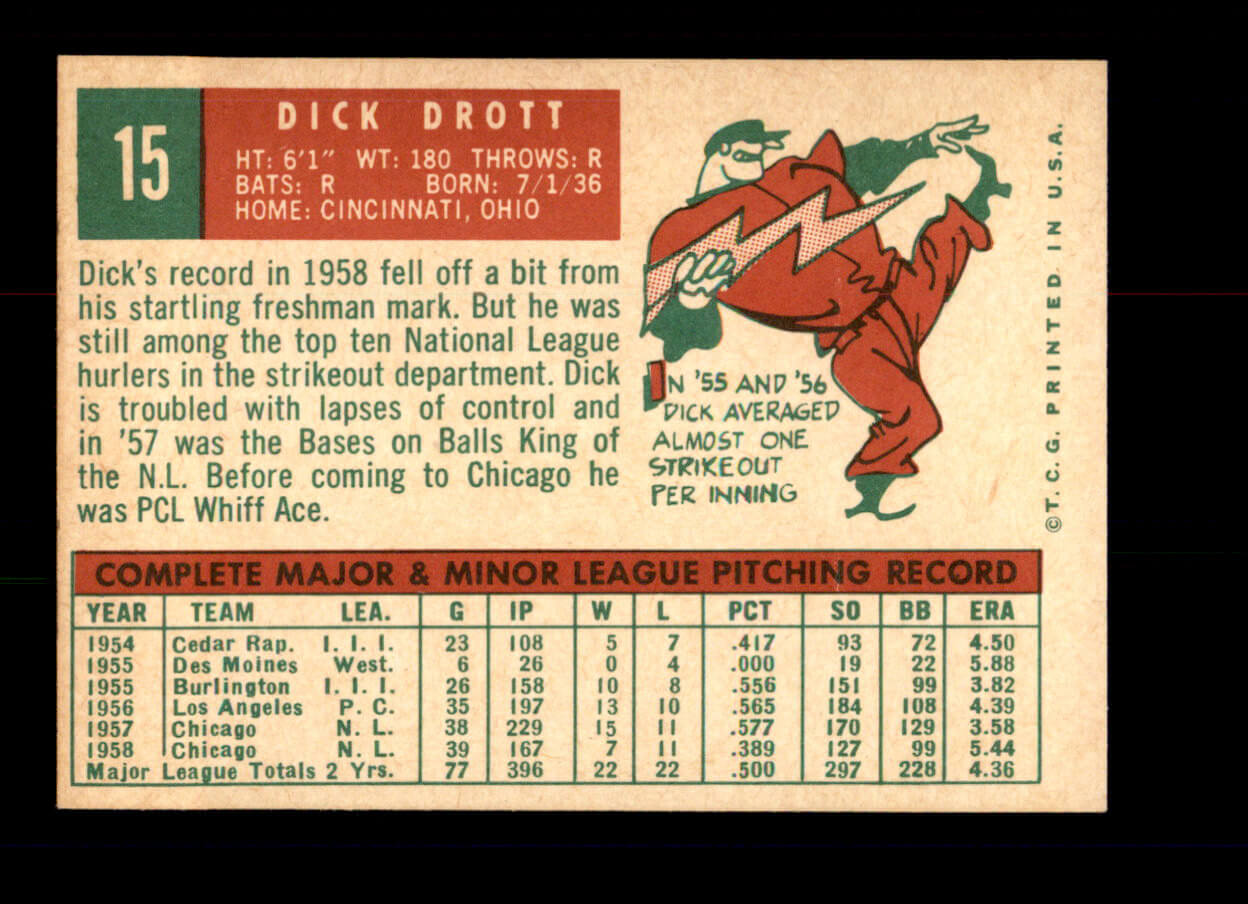 15
DICK DROTT
HT: 6'1" WT: 180 THROWS: R
BATS: R BORN: 7/1/36
HOME: CINCINNATI, OHIO
Dick's record in 1958 fell off a bit from
his startling freshman mark. But he was
still among the top ten National League
hurlers in the strikeout department. Dick
is troubled with lapses of control and
in '57 was the Bases on Balls King of
the N.L. Before coming to Chicago he
was PCL Whiff Ace.
IN '55 AND '56
DICK AVERAGED
ALMOST ONE
STRIKEOUT
PER INNING
©T. C. G. PRINTED IN U.S.A.
COMPLETE MAJOR & MINOR LEAGUE PITCHING RECORD
YEAR TEAM LEA. G IP W L PCT SO BB ERA
1954 Cedar Rap. I. I. I. 23 108 5 7 .417 93 72 4.50
1955 Des Moines West. 6 26 0 4 .000 19 22 5.88
1955 Burlington I. I. I. 26 158 10 8 .556 151 99 3.82
1956 Los Angeles P. C. 35 197 13 10 .565 184 108 4.39
1957 Chicago N. L. 38 229 15 11 .577 170 129 3.58
1958 Chicago N. L. 39 167 7 11 .389 127 99 5.44
Major League Totals 2 Yrs. 77 396 22 22 .500 297 228 4.36